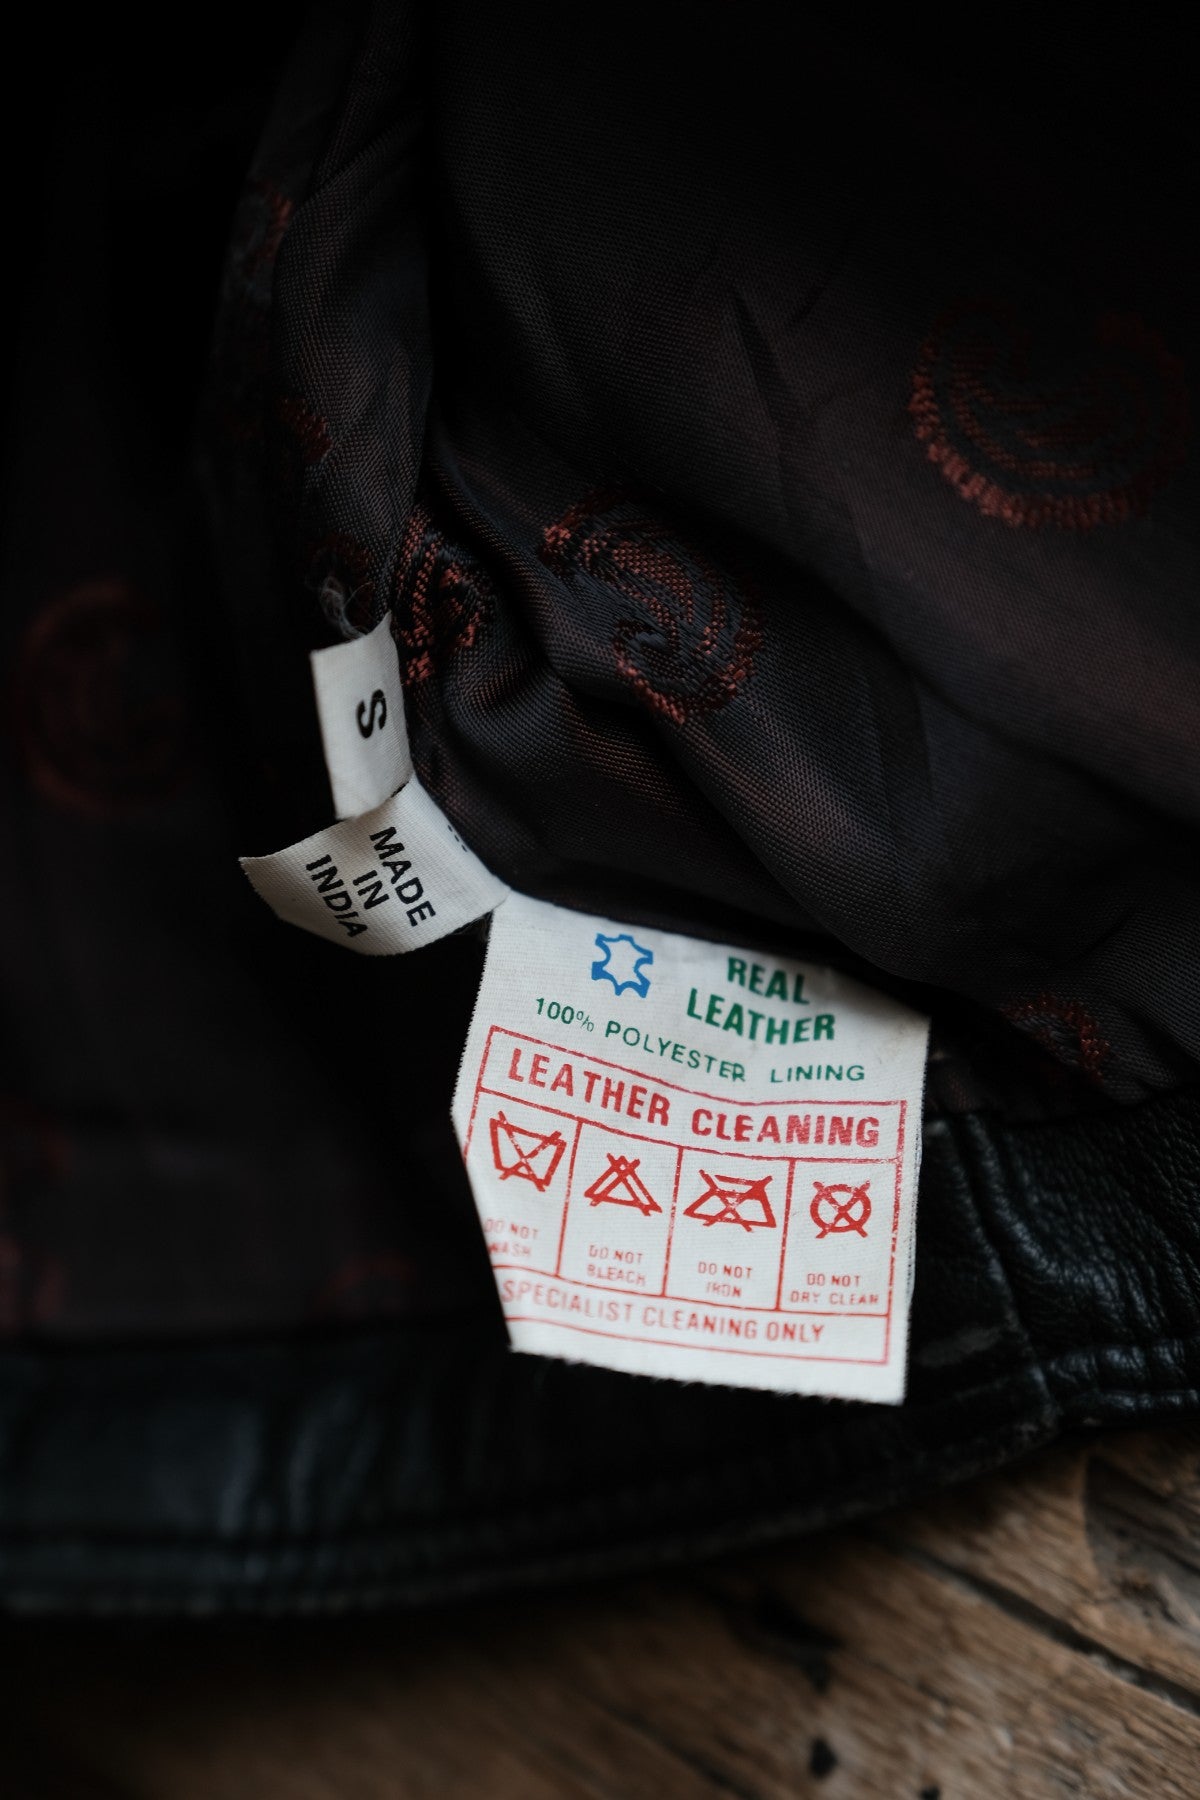 S
MADE
IN
INDIA
REAL
LEATHER
100% POLYESTER LINING
LEATHER CLEANING
DO NOT
WASH
DO NOT
BLEACH
DO NOT
IRON
DO NOT
DRY CLEAR
SPECIALIST CLEANING ONLY